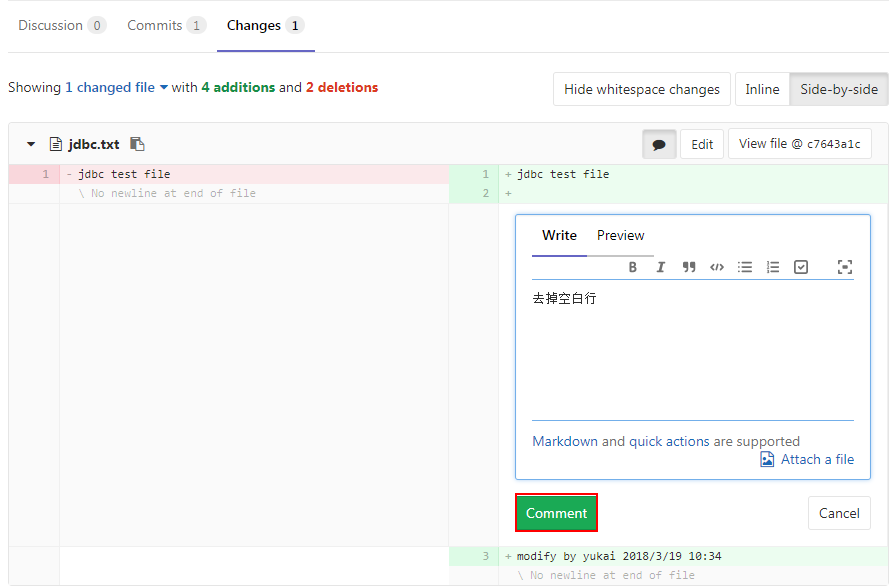 Discussion 0 Commits 1 Changes 1
Showing 1 changed file with 4 additions and 2 deletions
Hide whitespace changes Inline Side-by-side
jdbc.txt Edit View file @ c7643a1c
1 - jdbc test file 1 + jdbc test file
\ No newline at end of file 2 +
Write Preview
B I
去掉空白行
Markdown and quick actions are supported
Attach a file
Comment Cancel
3 + modify by yukai 2018/3/19 10:34
\ No newline at end of file